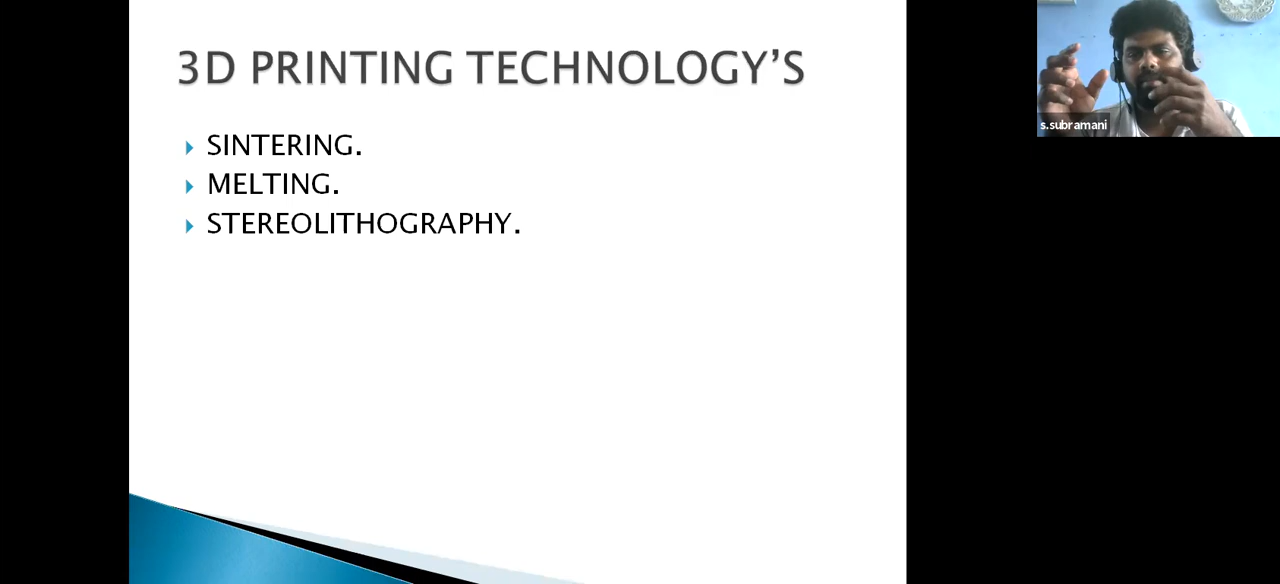 3D PRINTING TECHNOLOGY’S
SINTERING.
MELTING.
STEREOLITHOGRAPHY.
s.subramani